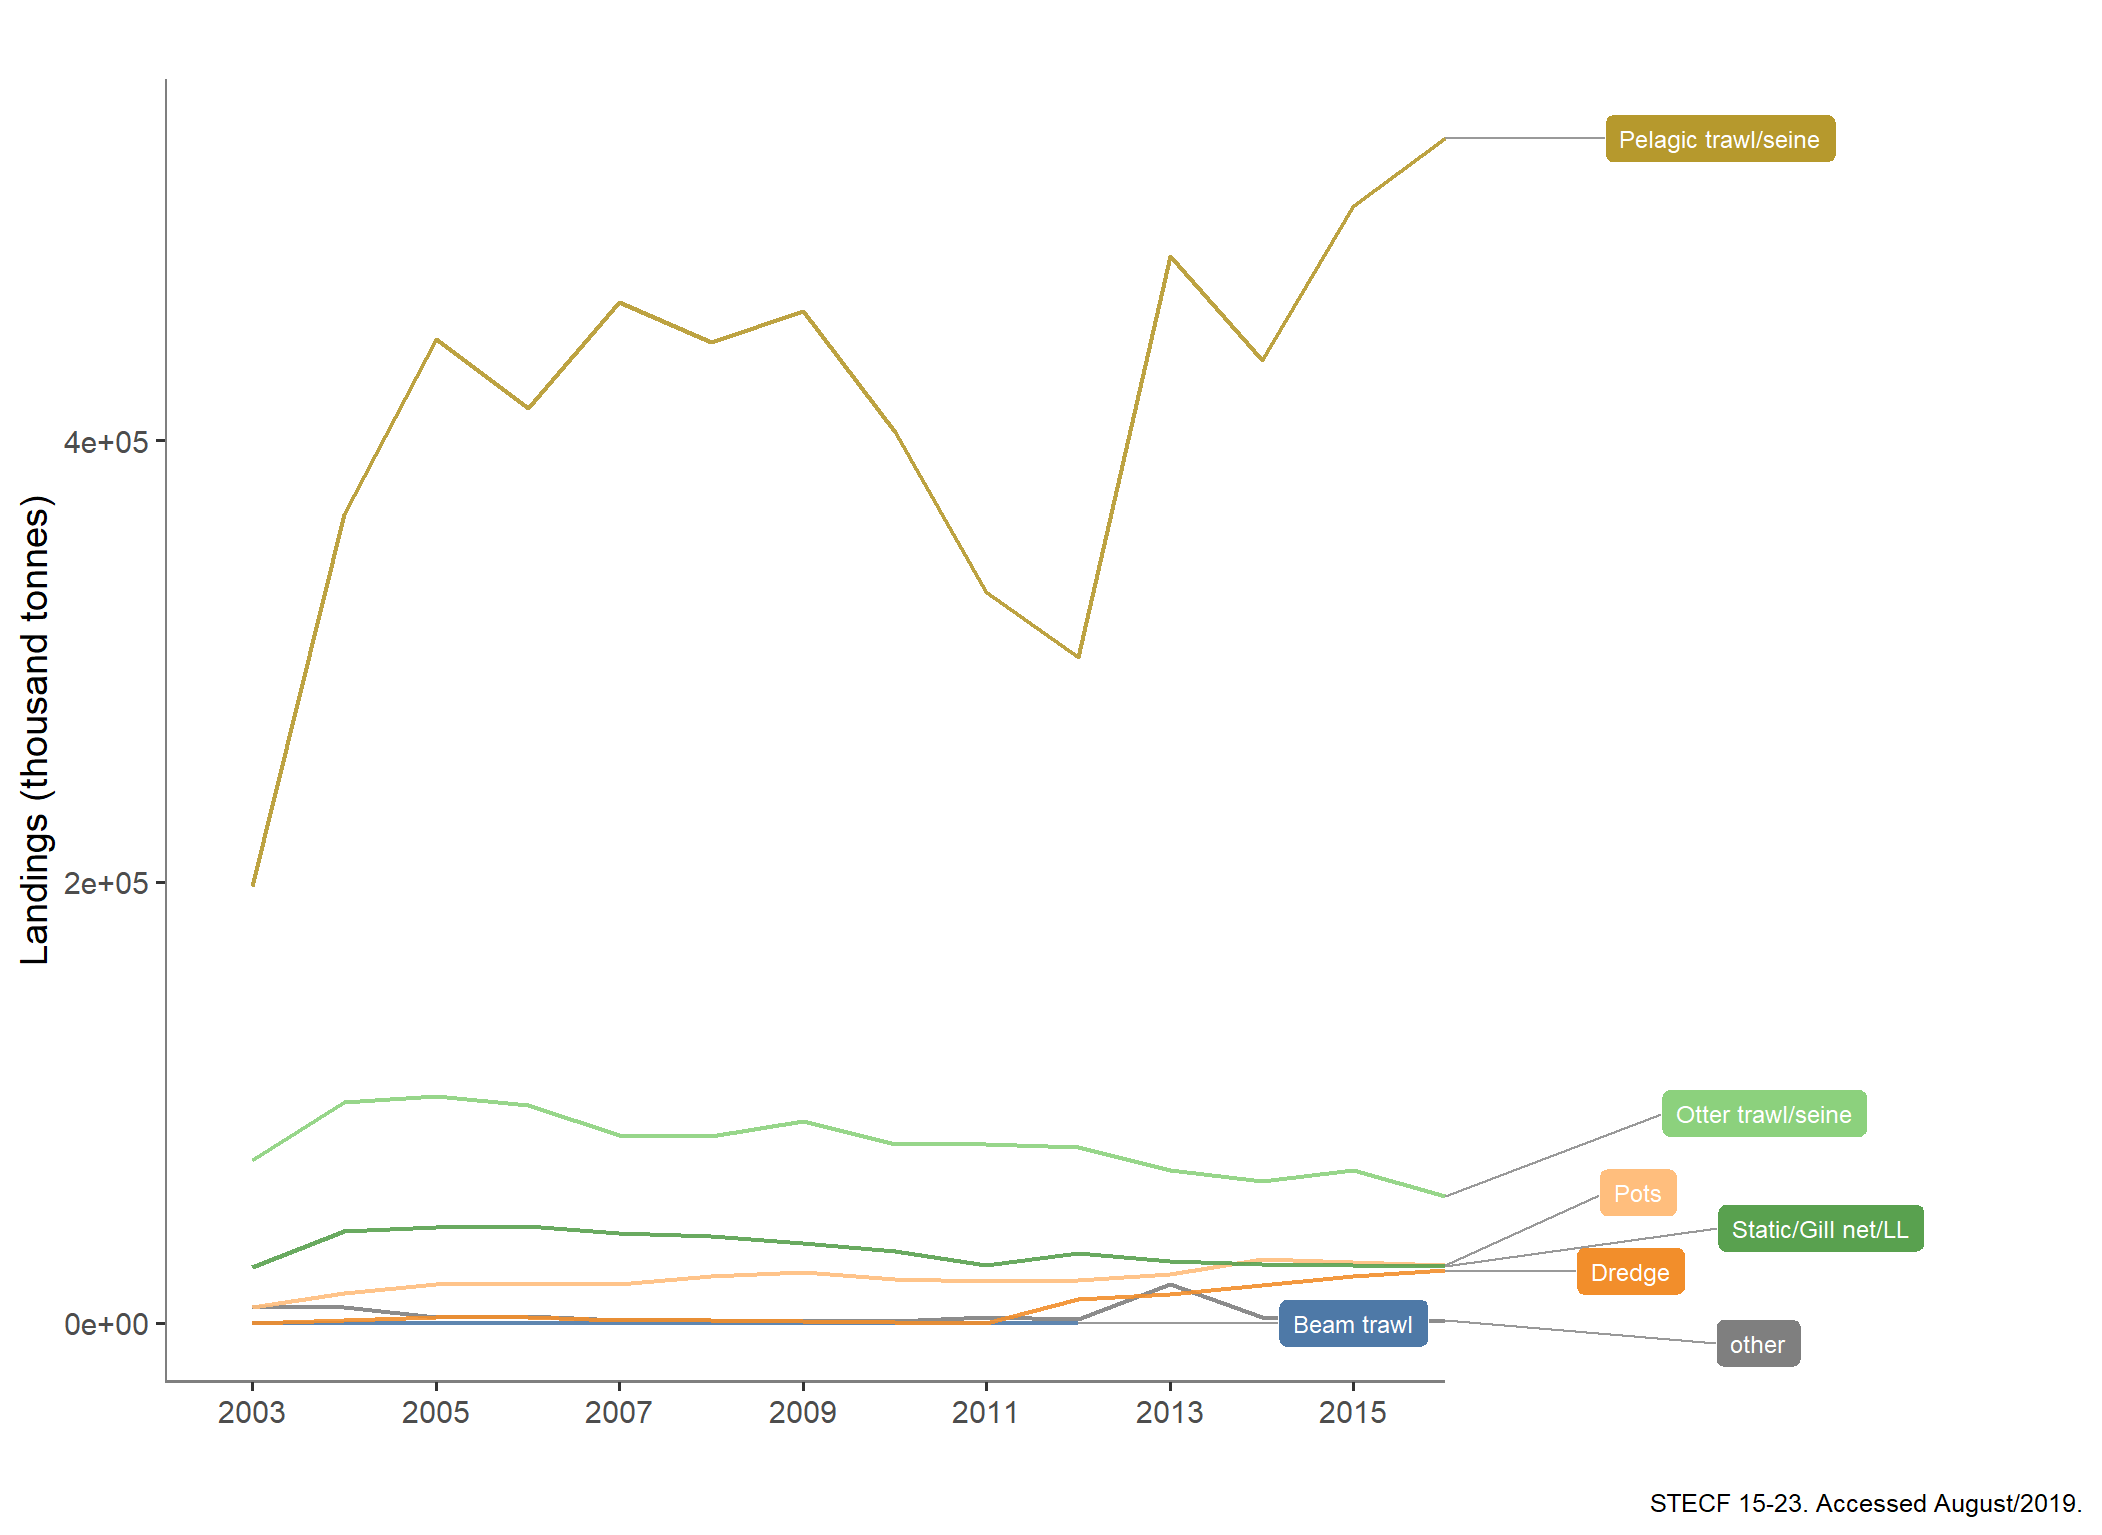 Landings (thousand tonnes)
4e+05
2e+05
0e+00
Pelagic trawl/seine
Otter trawl/seine
Pots
Static/Gill net/LL
Dredge
Beam trawl
other
2003 2005 2007 2009 2011 2013 2015
STECF 15-23. Accessed August/2019.